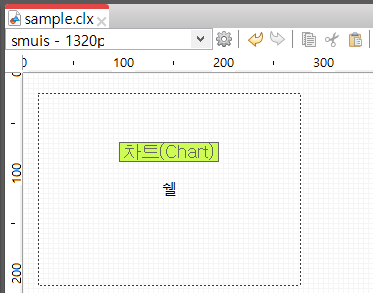 sample.clx
smuis - 1320p
0 100 200 300
0
100
200
차트(Chart)
쉘